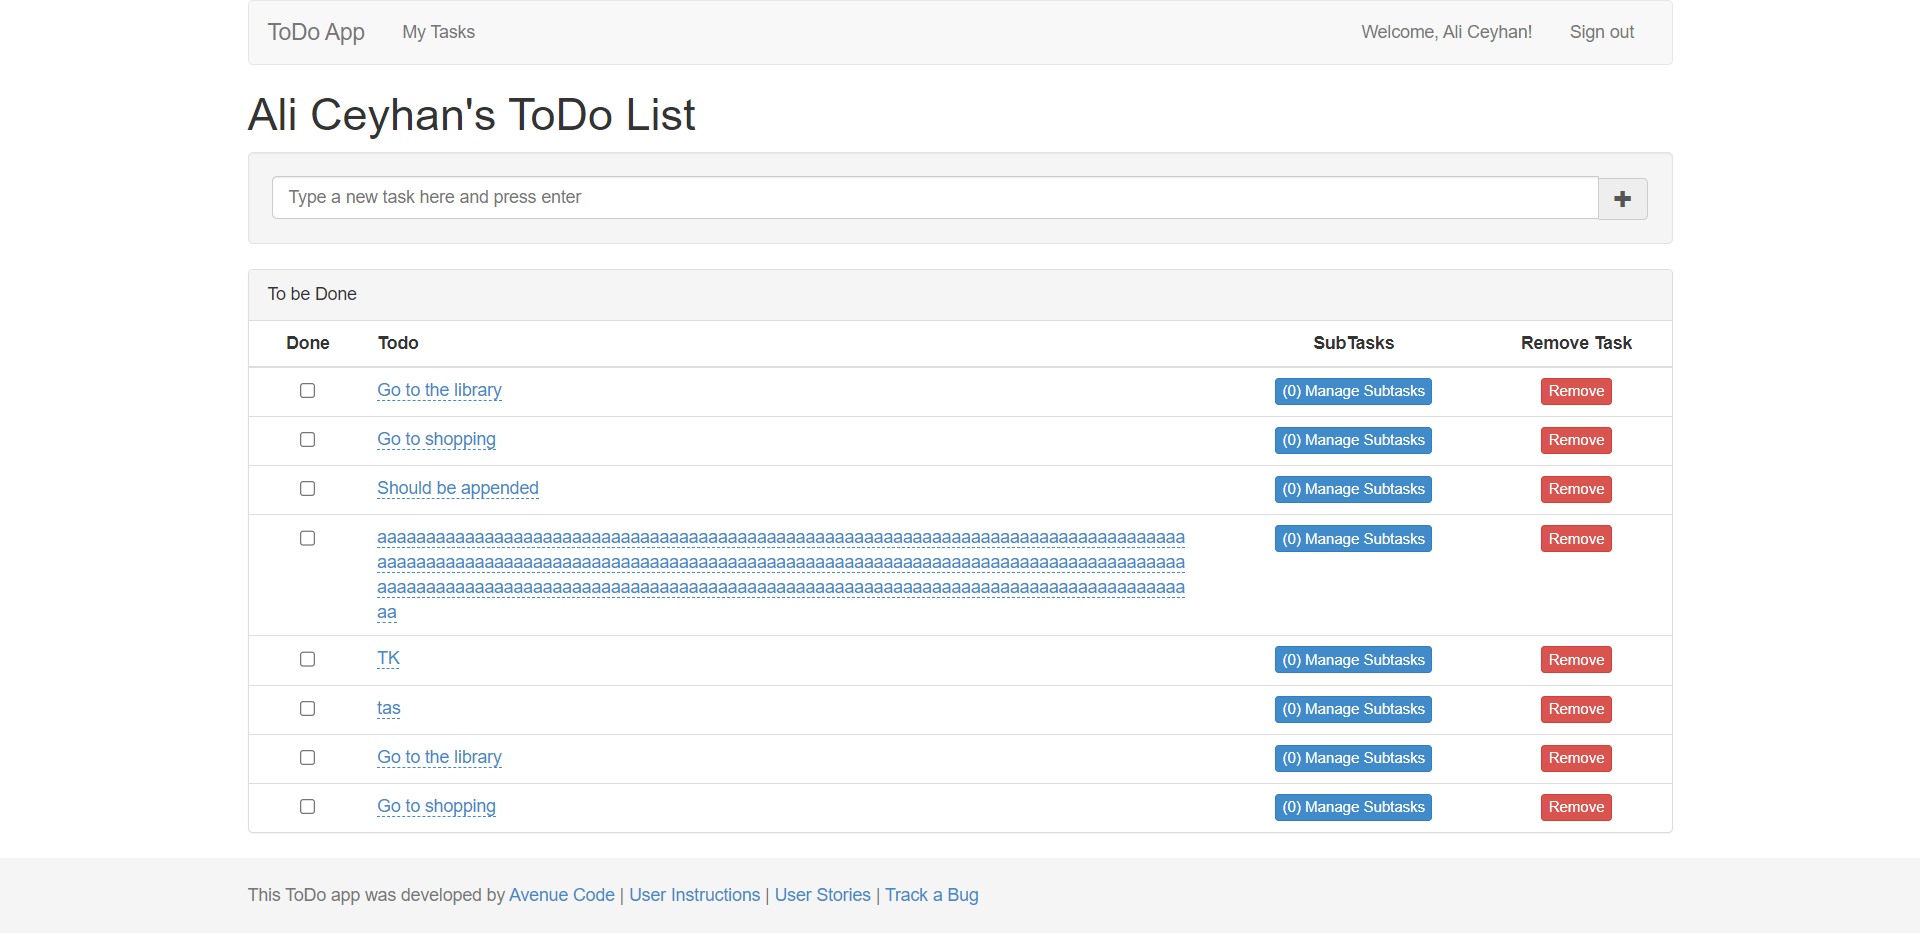 ToDo App My Tasks Welcome, Ali Ceyhan! Sign out
Ali Ceyhan's ToDo List
Type a new task here and press enter
To be Done
Done Todo SubTasks Remove Task
Go to the library (0) Manage Subtasks Remove
Go to shopping (0) Manage Subtasks Remove
Should be appended (0) Manage Subtasks Remove
aaaaaaaaaaaaaaaaaaaaaaaaaaaaaaaaaaaaaaaaaaaaaaaaaaaaaaaaaaaaaaaaaaaaaaaaaaaaaaaaaaa (0) Manage Subtasks Remove
aaaaaaaaaaaaaaaaaaaaaaaaaaaaaaaaaaaaaaaaaaaaaaaaaaaaaaaaaaaaaaaaaaaaaaaaaaaaaaaaaaa
aaaaaaaaaaaaaaaaaaaaaaaaaaaaaaaaaaaaaaaaaaaaaaaaaaaaaaaaaaaaaaaaaaaaaaaaaaaaaaaaaaa
aa
TK (0) Manage Subtasks Remove
tas (0) Manage Subtasks Remove
Go to the library (0) Manage Subtasks Remove
Go to shopping (0) Manage Subtasks Remove
This ToDo app was developed by Avenue Code | User Instructions | User Stories | Track a Bug